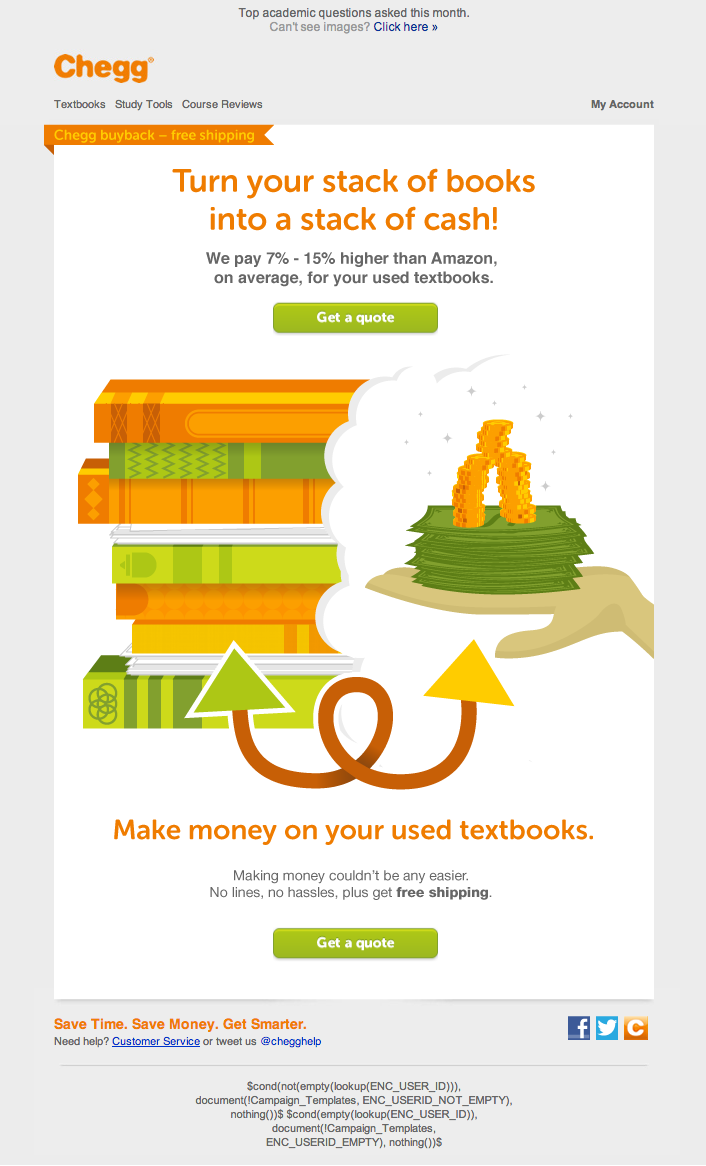 Top academic questions asked this month.
Can't see images? Click here »
Chegg®
Textbooks Study Tools Course Reviews My Account
Chegg buyback – free shipping
Turn your stack of books
into a stack of cash!
We pay 7% - 15% higher than Amazon,
on average, for your used textbooks.
Get a quote
Make money on your used textbooks.
Making money couldn't be any easier.
No lines, no hassles, plus get free shipping.
Get a quote
Save Time. Save Money. Get Smarter.
Need help? Customer Service or tweet us @chegghelp
$cond(not(empty(lookup(ENC_USER_ID))),
document(!Campaign_Templates, ENC_USERID_NOT_EMPTY),
nothing())$ $cond(empty(lookup(ENC_USER_ID)),
document(!Campaign_Templates,
ENC_USERID_EMPTY), nothing())$